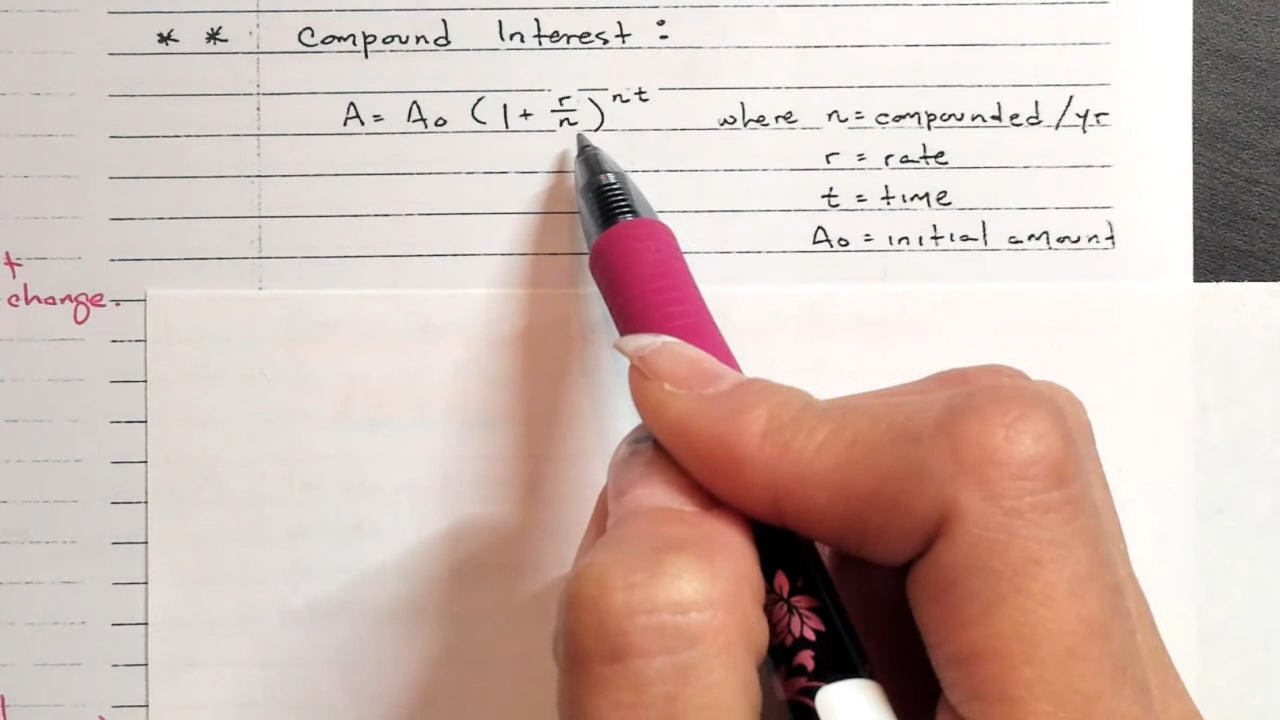 * * Compound Interest :
A = A₀ (1 + r/n)^nt where n = compounded /yr
r = rate
t = time
A₀ = initial amount
change.